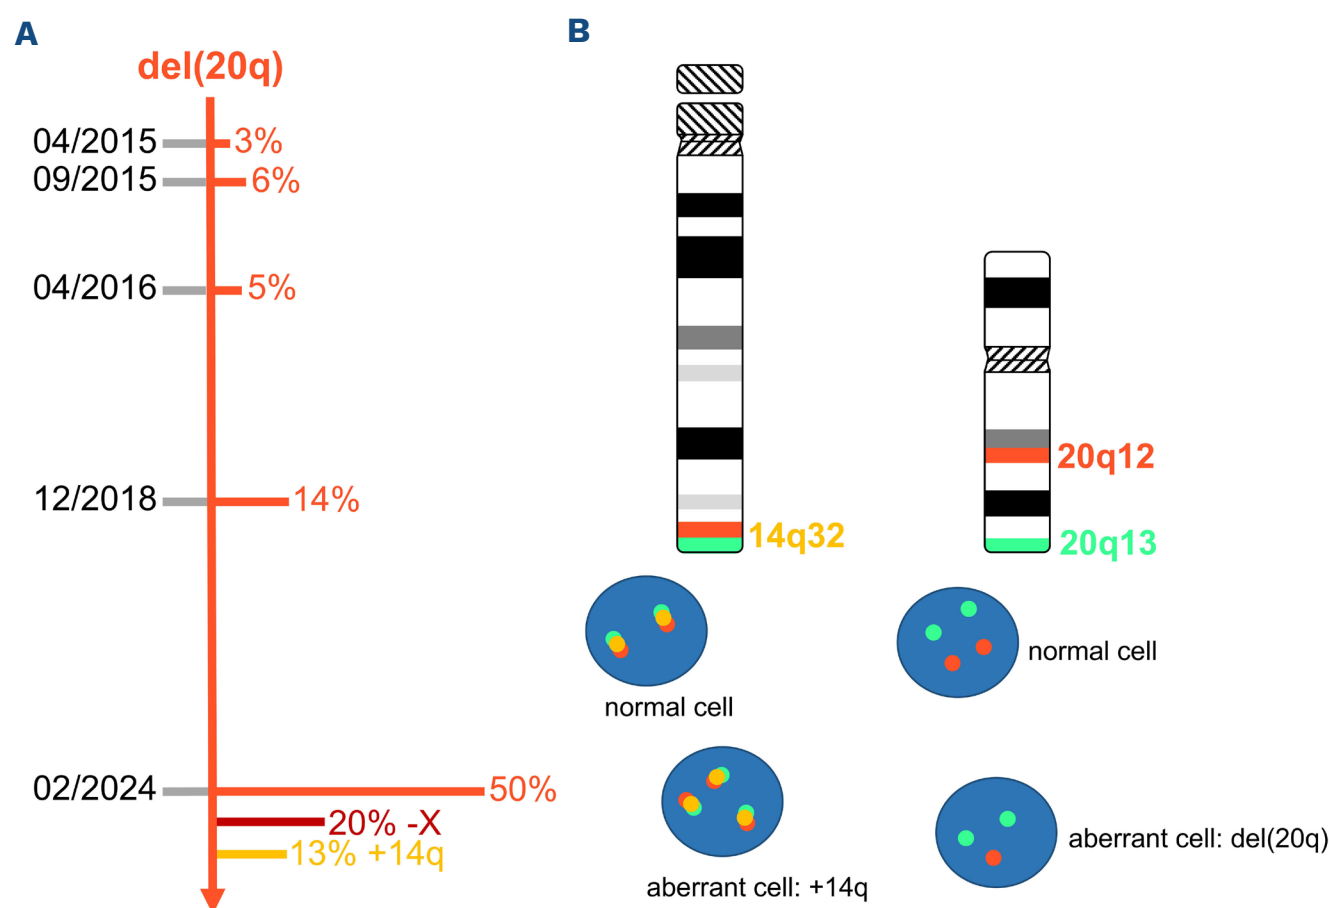 A
del(20q)
04/2015 3%
09/2015 6%
04/2016 5%
12/2018 14%
02/2024 50%
20% -X
13% +14q
B
14q32
20q12
20q13
normal cell
normal cell
aberrant cell: +14q
aberrant cell: del(20q)